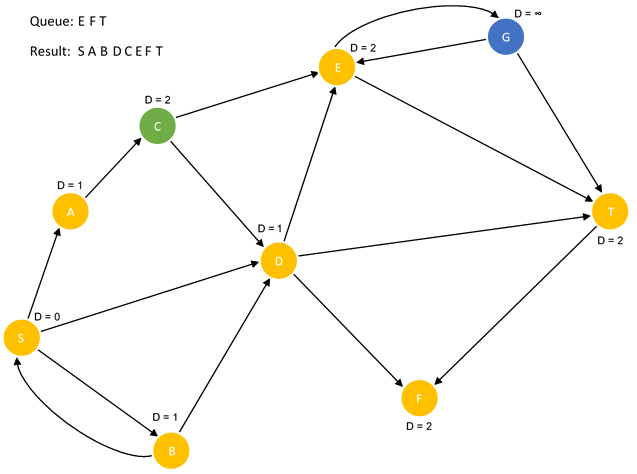 Queue: E F T
D = ∞
G
Result: S A B D C E F T
D = 2
E
D = 2
C
D = 1
A
T
D = 1
D = 2
D
D = 0
S
F
D = 1
D = 2
B